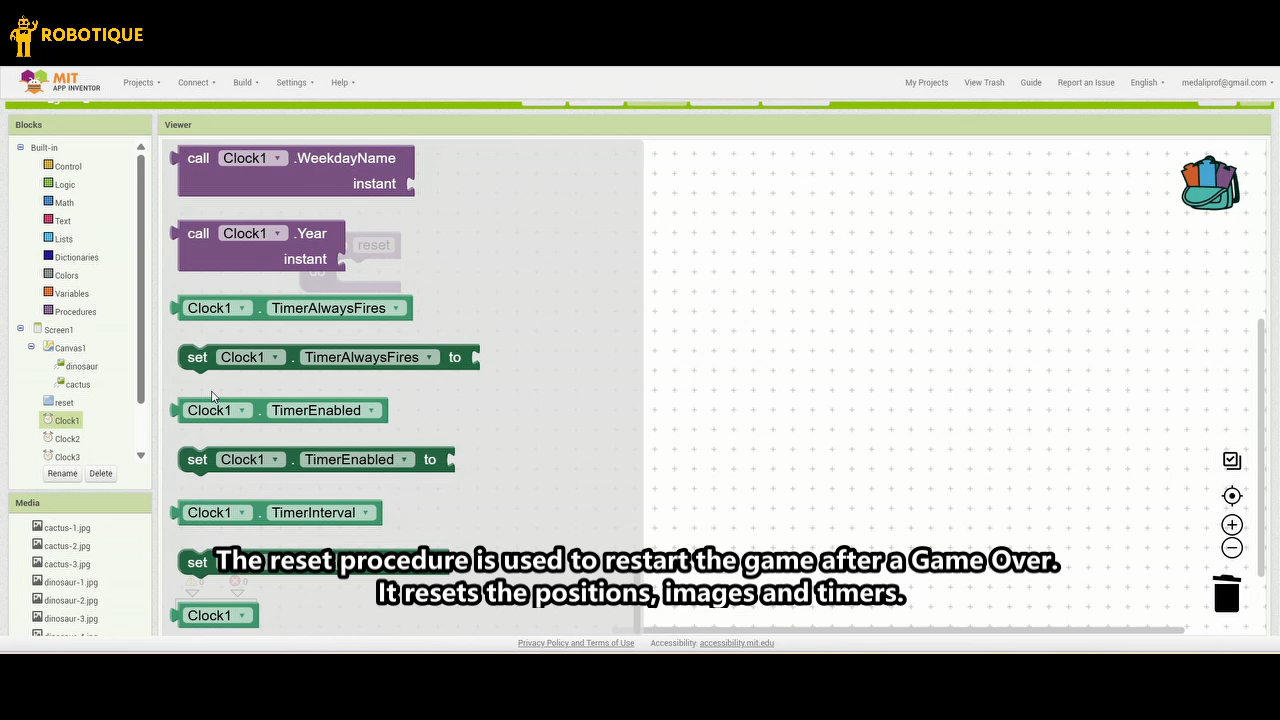 ROBOTIQUE
MIT
APP INVENTOR
Projects
Connect
Build
Settings
Help
My Projects
View Trash
Guide
Report an Issue
English
medaliprof@gmail.com
Blocks
Viewer
Built-in
Control
Logic
Math
Text
Lists
Dictionaries
Colors
Variables
Procedures
Screen1
Canvas1
dinosaur
cactus
reset
Clock1
Clock2
Clock3
Rename
Delete
Media
cactus-1.jpg
cactus-2.jpg
cactus-3.jpg
dinosaur-1.jpg
dinosaur-2.jpg
dinosaur-3.jpg
call Clock1 .WeekdayName
instant
call Clock1 .Year
instant
reset
do
Clock1 . TimerAlwaysFires
set Clock1 . TimerAlwaysFires to
Clock1 . TimerEnabled
set Clock1 . TimerEnabled to
Clock1 . TimerInterval
set
Clock1
The reset procedure is used to restart the game after a Game Over.
It resets the positions, images and timers.
Privacy Policy and Terms of Use
Accessibility: accessibility.mit.edu